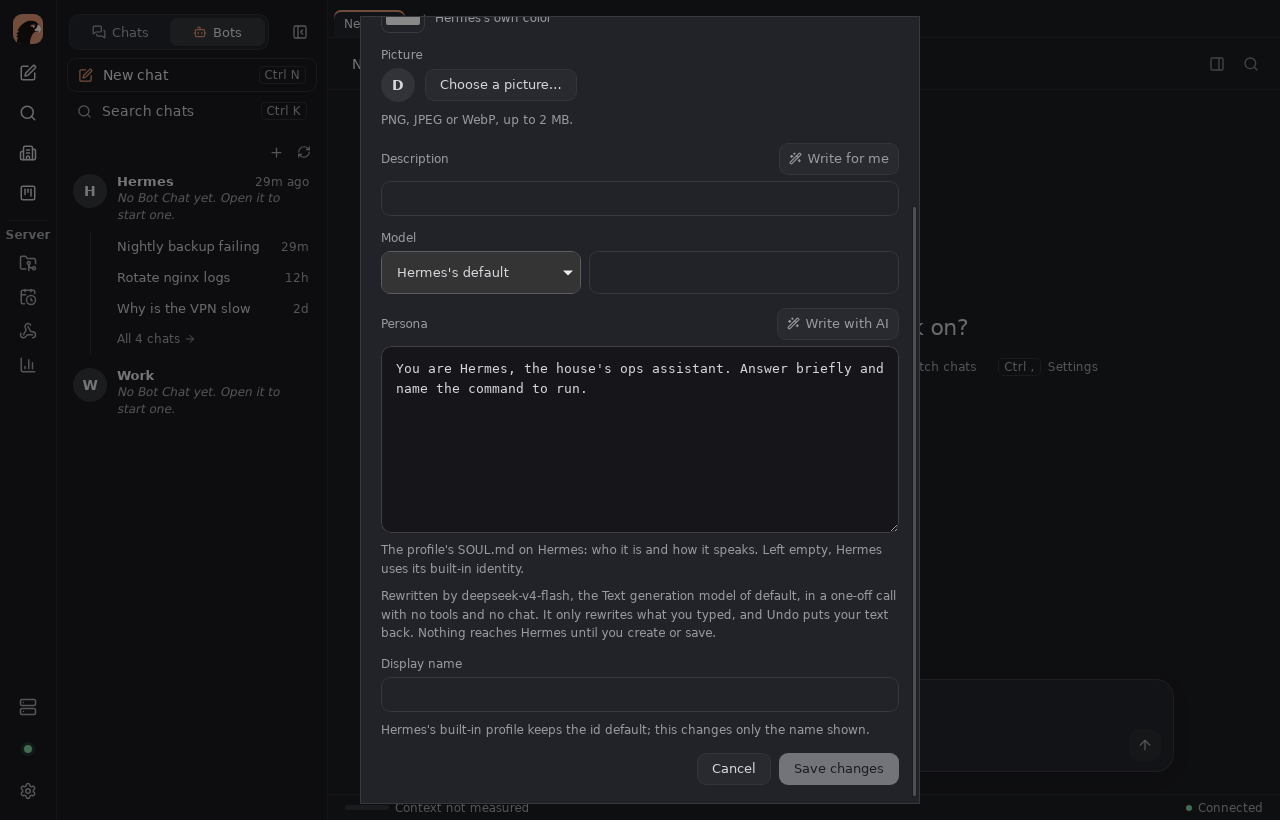 Chats
Bots
New chat
Ctrl N
Search chats
Ctrl K
H
Hermes
29m ago
No Bot Chat yet. Open it to
start one.
Server
Nightly backup failing
29m
Rotate nginx logs
12h
Why is the VPN slow
2d
All 4 chats →
W
Work
No Bot Chat yet. Open it to
start one.
Ne
N
Hermes's own color
Picture
D
Choose a picture...
PNG, JPEG or WebP, up to 2 MB.
Description
Write for me
Model
Hermes's default
Persona
Write with AI
You are Hermes, the house's ops assistant. Answer briefly and
name the command to run.
The profile's SOUL.md on Hermes: who it is and how it speaks. Left empty, Hermes
uses its built-in identity.
Rewritten by deepseek-v4-flash, the Text generation model of default, in a one-off call
with no tools and no chat. It only rewrites what you typed, and Undo puts your text
back. Nothing reaches Hermes until you create or save.
Display name
Hermes's built-in profile keeps the id default; this changes only the name shown.
Cancel
Save changes
on?
tch chats
Ctrl ,
Settings
Context not measured
Connected